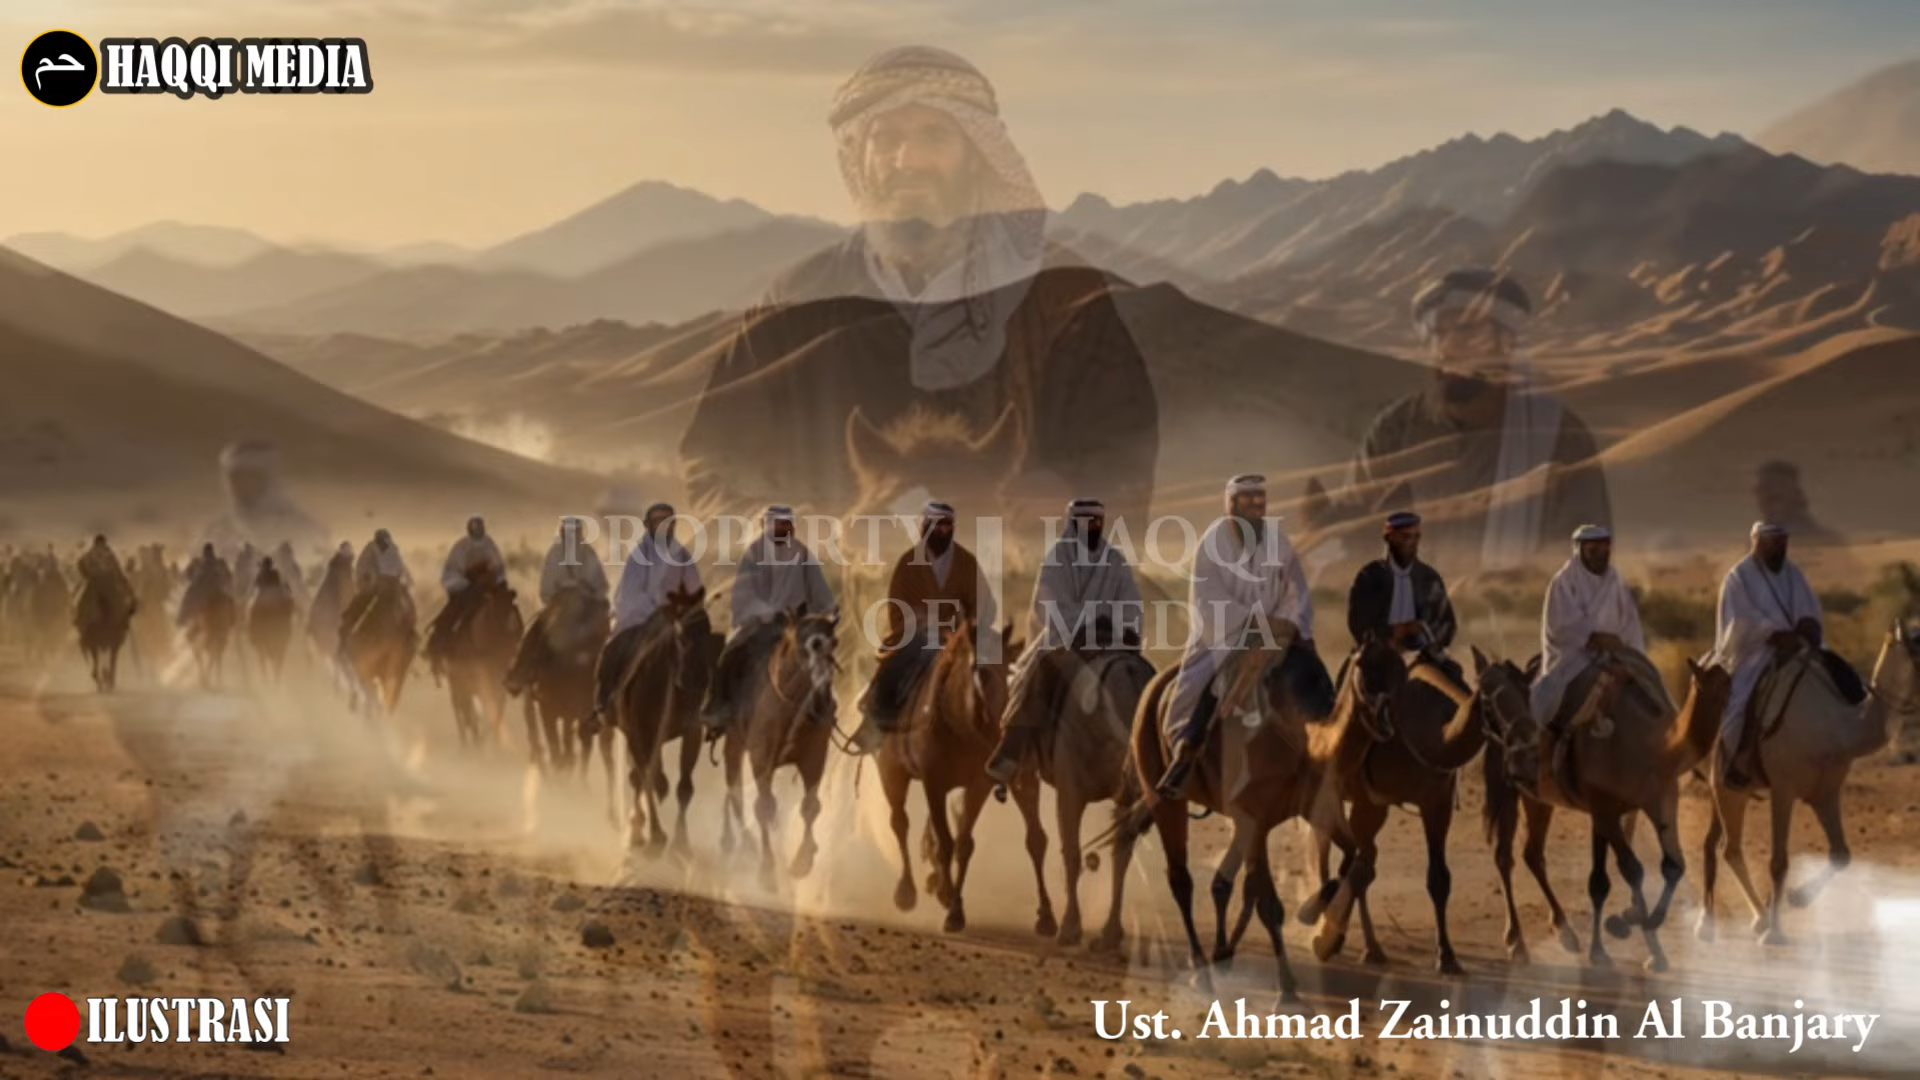 حم HAQQI MEDIA
PROPERTY HAQQI
OF MEDIA
ILUSTRASI
Ust. Ahmad Zainuddin Al Banjary